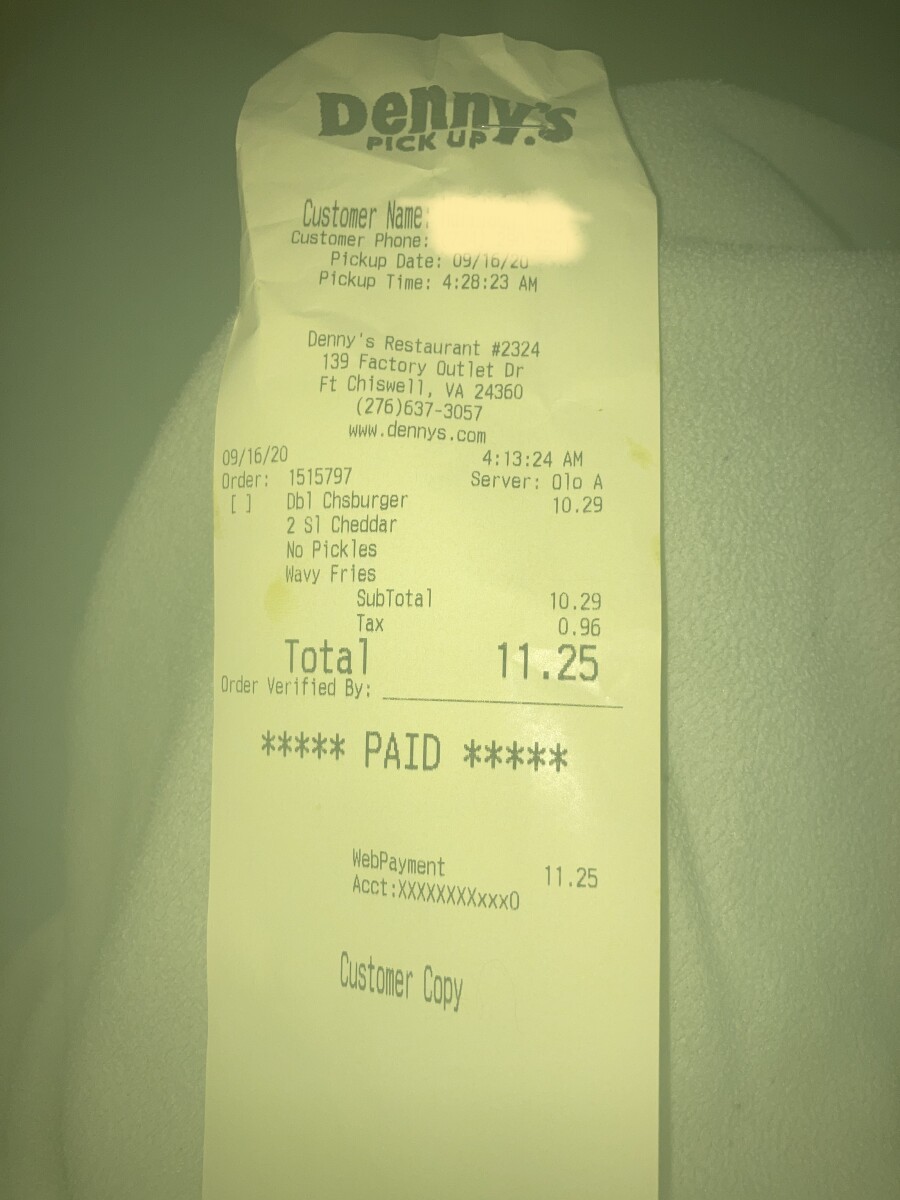 Denny's
PICK UP
Customer Name:
Customer Phone:
Pickup Date: 09/16/20
Pickup Time: 4:28:23 AM
Denny's Restaurant #2324
139 Factory Outlet Dr
Ft Chiswell, VA 24360
(276)637-3057
www.dennys.com
09/16/20 4:13:24 AM
Order: 1515797 Server: Olo A
[ ] Dbl Chsburger 10.29
2 Sl Cheddar
No Pickles
Wavy Fries
SubTotal 10.29
Tax 0.96
Total 11.25
Order Verified By:
***** PAID *****
WebPayment 11.25
Acct:XXXXXXXXxxx0
Customer Copy